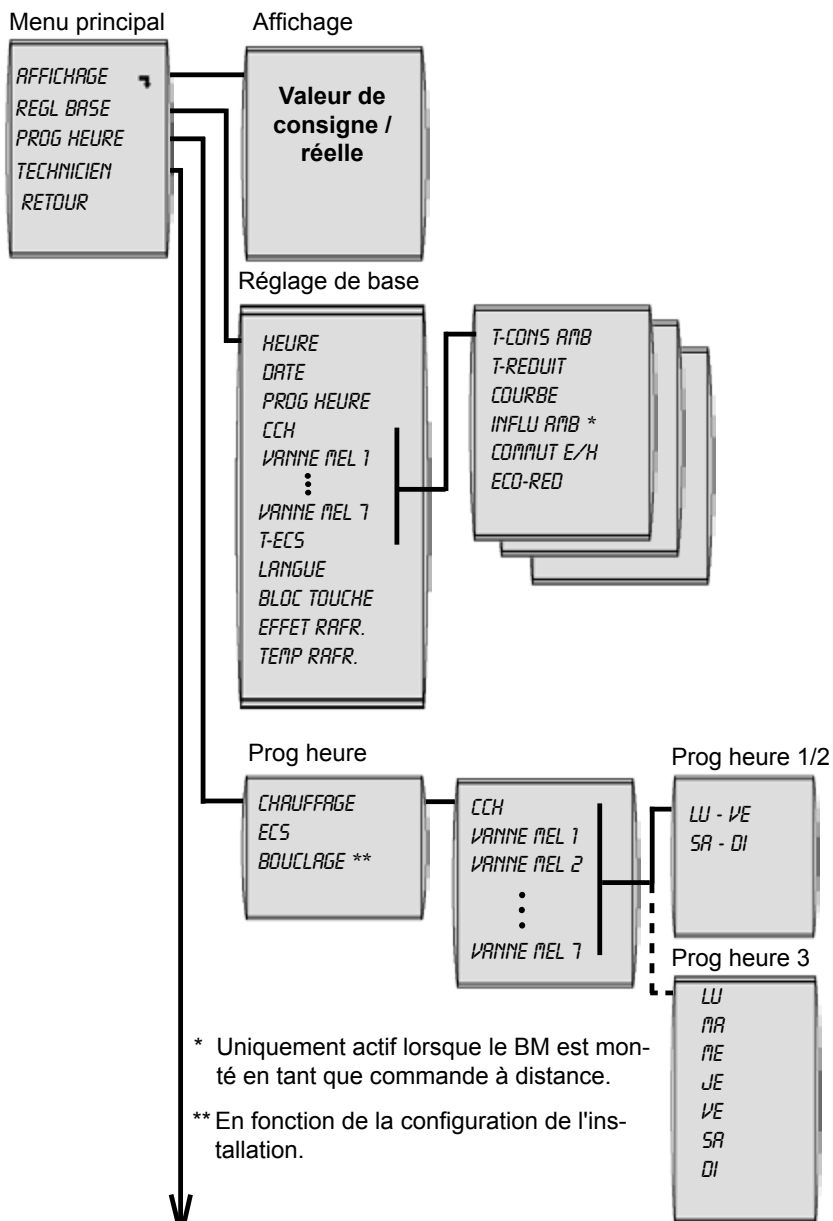 Menu principal
AFFICHAGE
REGL BASE
PROG HEURE
TECHNICIEN
RETOUR
Affichage
Valeur de
consigne /
réelle
Réglage de base
HEURE
DATE
PROG HEURE
CCH
VANNE MEL 1
VANNE MEL 7
T-ECS
LANGUE
BLOC TOUCHE
EFFET RAFR.
TEMP RAFR.
T-CONS AMB
T-REDUIT
COURBE
INFLU AMB *
COMMUT E/H
ECO-RED
Prog heure
CHAUFFAGE
ECS
BOUCLAGE **
CCH
VANNE MEL 1
VANNE MEL 2
VANNE MEL 7
Prog heure 1/2
LU - VE
SA - DI
Prog heure 3
LU
MA
ME
JE
VE
SA
DI
* Uniquement actif lorsque le BM est mon-
té en tant que commande à distance.
** En fonction de la configuration de l'ins-
tallation.